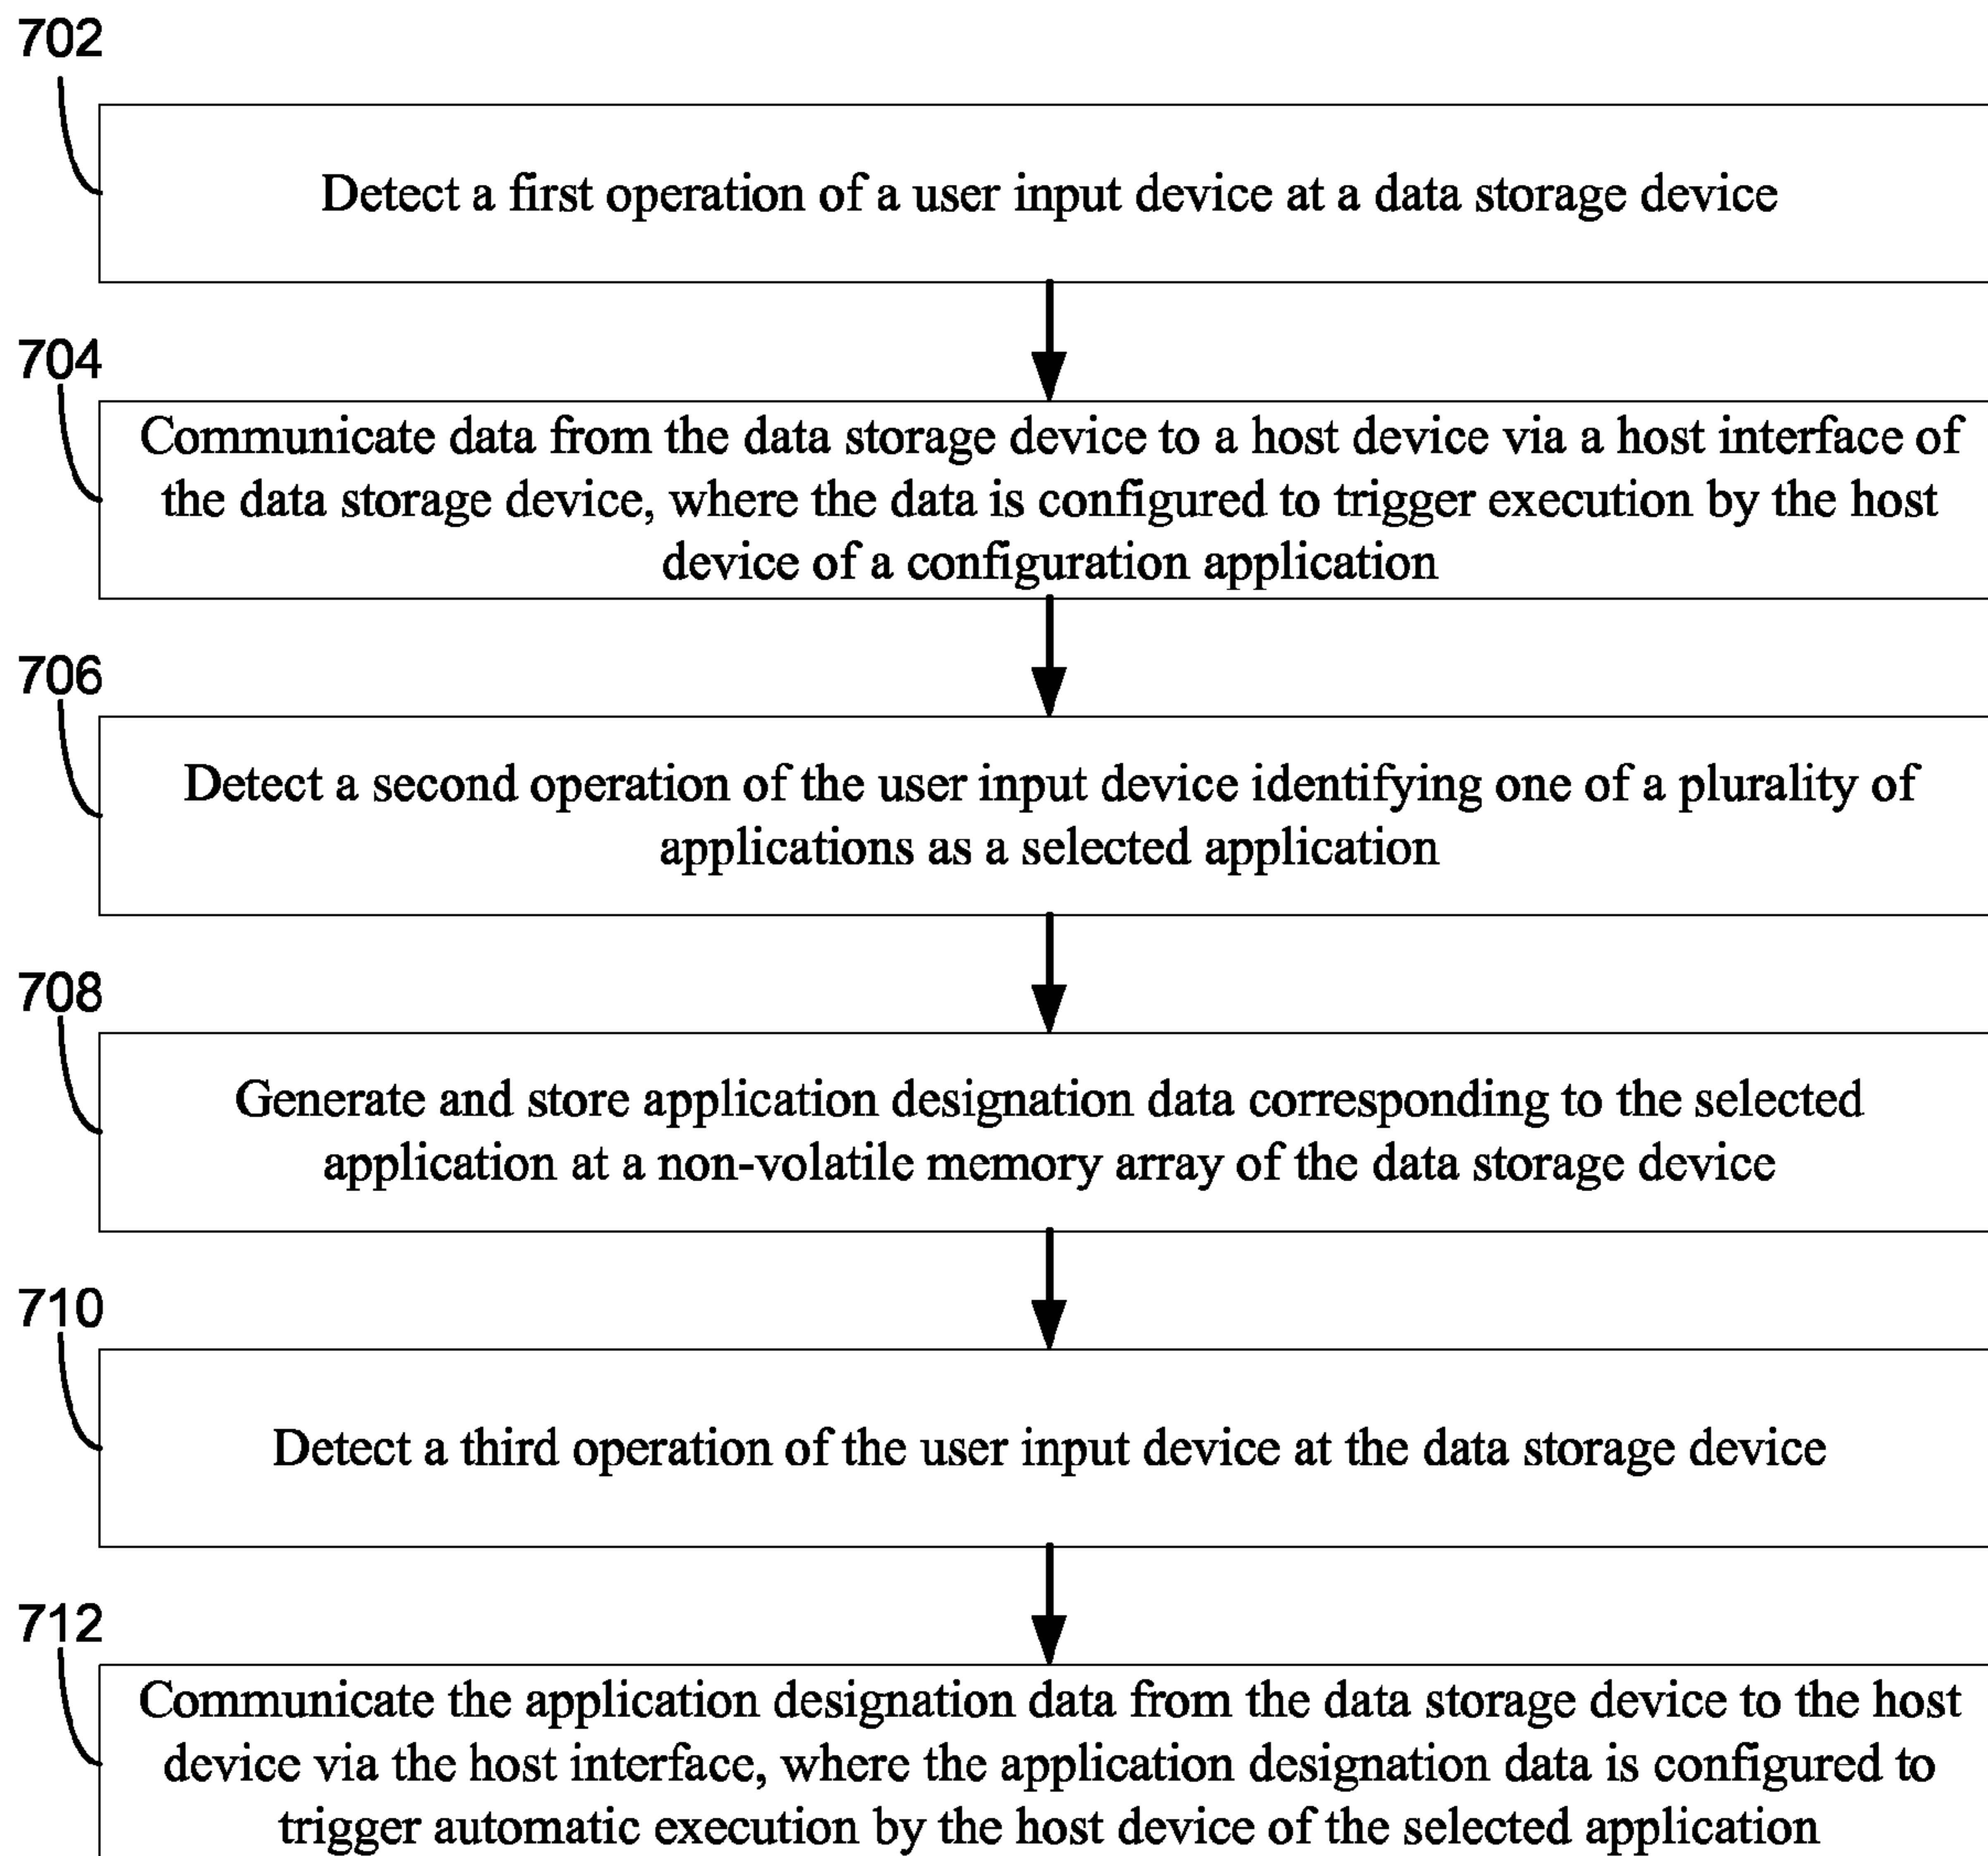 702
Detect a first operation of a user input device at a data storage device
704
Communicate data from the data storage device to a host device via a host interface of
the data storage device, where the data is configured to trigger execution by the host
device of a configuration application
706
Detect a second operation of the user input device identifying one of a plurality of
applications as a selected application
708
Generate and store application designation data corresponding to the selected
application at a non-volatile memory array of the data storage device
710
Detect a third operation of the user input device at the data storage device
712
Communicate the application designation data from the data storage device to the host
device via the host interface, where the application designation data is configured to
trigger automatic execution by the host device of the selected application